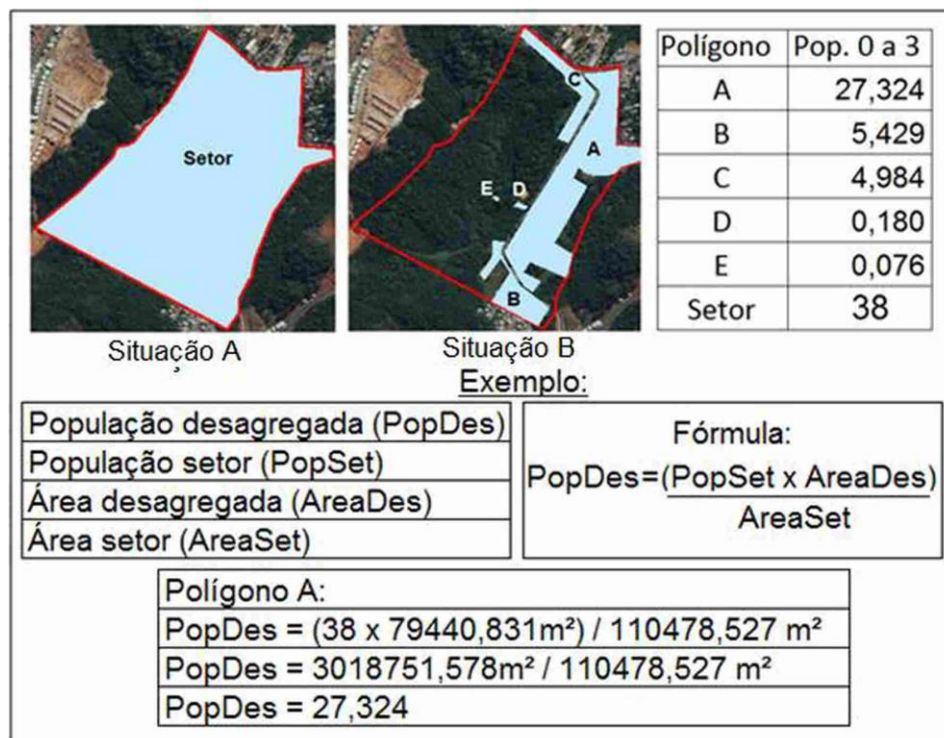 Setor
Situação A
C
A
E
D
B
Situação B
Polígono Pop. 0 a 3
A 27,324
B 5,429
C 4,984
D 0,180
E 0,076
Setor 38
Exemplo:
População desagregada (PopDes)
População setor (PopSet)
Área desagregada (AreaDes)
Área setor (AreaSet)
Fórmula:
PopDes=(PopSet x AreaDes)
AreaSet
Polígono A:
PopDes = (38 x 79440,831m²) / 110478,527 m²
PopDes = 3018751,578m² / 110478,527 m²
PopDes = 27,324